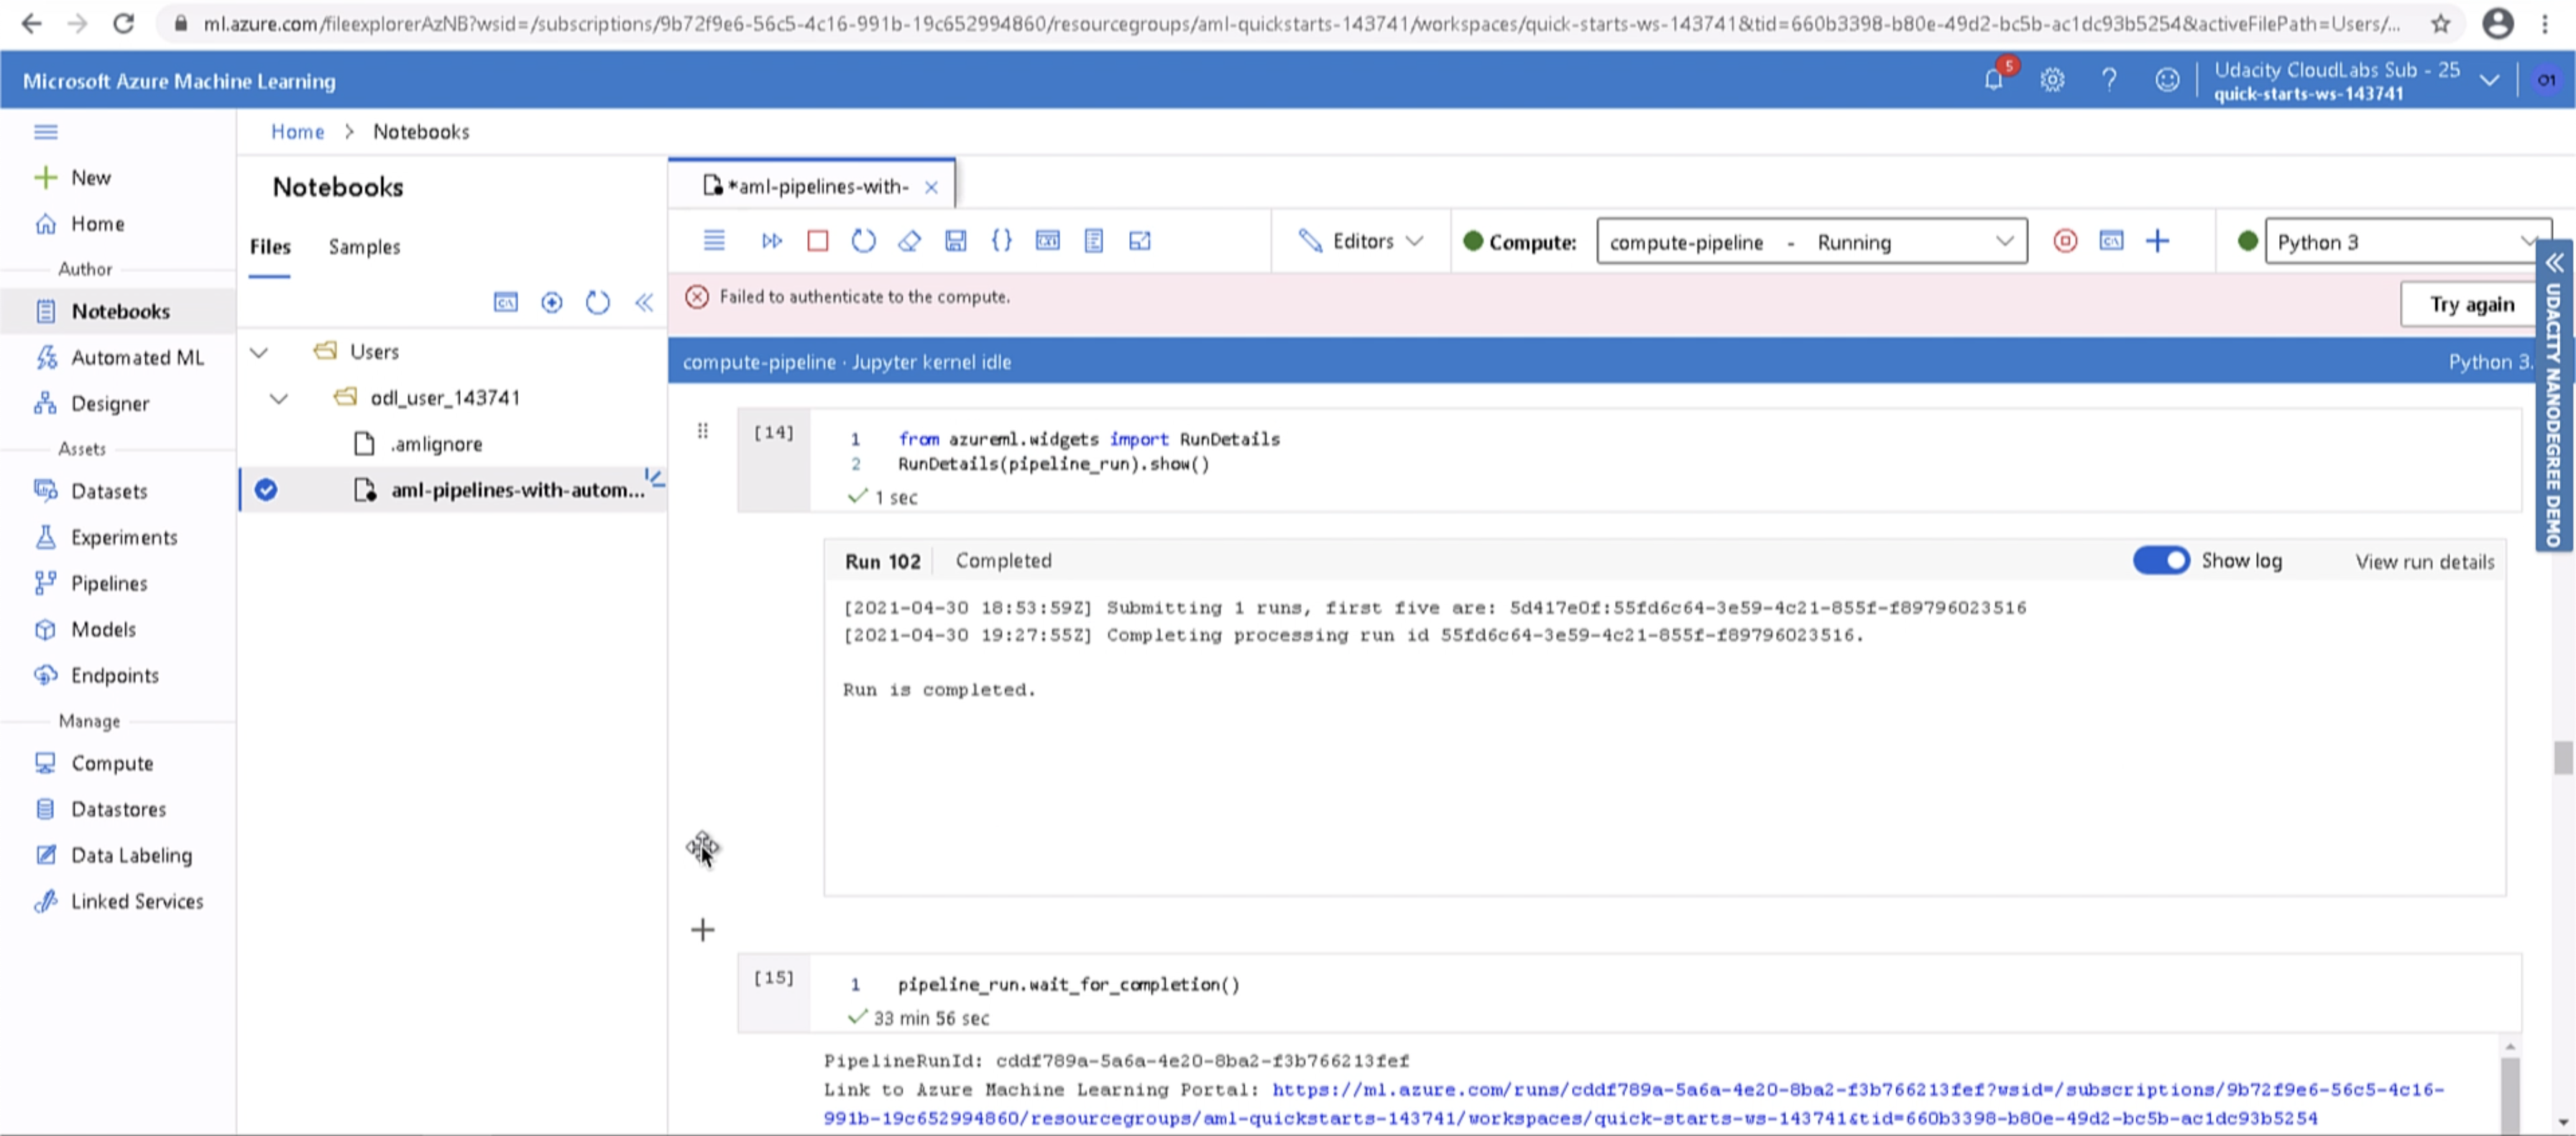 ml.azure.com/fileexplorerAzNB?wsid=/subscriptions/9b72f9e6-56c5-4c16-991b-19c652994860/resourcegroups/aml-quickstarts-143741/workspaces/quick-starts-ws-143741&tid=660b3398-b80e-49d2-bc5b-ac1dc93b5254&activeFilePath=Users/...
Microsoft Azure Machine Learning
5
Udacity CloudLabs Sub - 25
quick-starts-ws-143741
O1
Home > Notebooks
New
Home
Author
Notebooks
Automated ML
Designer
Assets
Datasets
Experiments
Pipelines
Models
Endpoints
Manage
Compute
Datastores
Data Labeling
Linked Services
Notebooks
Files Samples
Users
odl_user_143741
.amlignore
aml-pipelines-with-autom...
*aml-pipelines-with-
Editors
Compute: compute-pipeline - Running
Python 3
Failed to authenticate to the compute.
Try again
compute-pipeline · Jupyter kernel idle
Python 3.
UDACITY NANODEGREE DEMO
[14]
1 from azureml.widgets import RunDetails
2 RunDetails(pipeline_run).show()
1 sec
Run 102 Completed
Show log
View run details
[2021-04-30 18:53:59Z] Submitting 1 runs, first five are: 5d417e0f:55fd6c64-3e59-4c21-855f-f89796023516
[2021-04-30 19:27:55Z] Completing processing run id 55fd6c64-3e59-4c21-855f-f89796023516.
Run is completed.
[15]
1 pipeline_run.wait_for_completion()
33 min 56 sec
PipelineRunId: cddf789a-5a6a-4e20-8ba2-f3b766213fef
Link to Azure Machine Learning Portal: https://ml.azure.com/runs/cddf789a-5a6a-4e20-8ba2-f3b766213fef?wsid=/subscriptions/9b72f9e6-56c5-4c16-
991b-19c652994860/resourcegroups/aml-quickstarts-143741/workspaces/quick-starts-ws-143741&tid=660b3398-b80e-49d2-bc5b-ac1dc93b5254